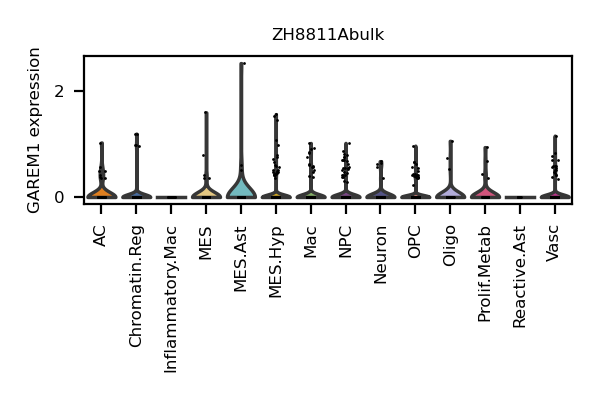 ZH8811Abulk
GAREM1 expression
2
0
AC
Chromatin.Reg
Inflammatory.Mac
MES
MES.Ast
MES.Hyp
Mac
NPC
Neuron
OPC
Oligo
Prolif.Metab
Reactive.Ast
Vasc